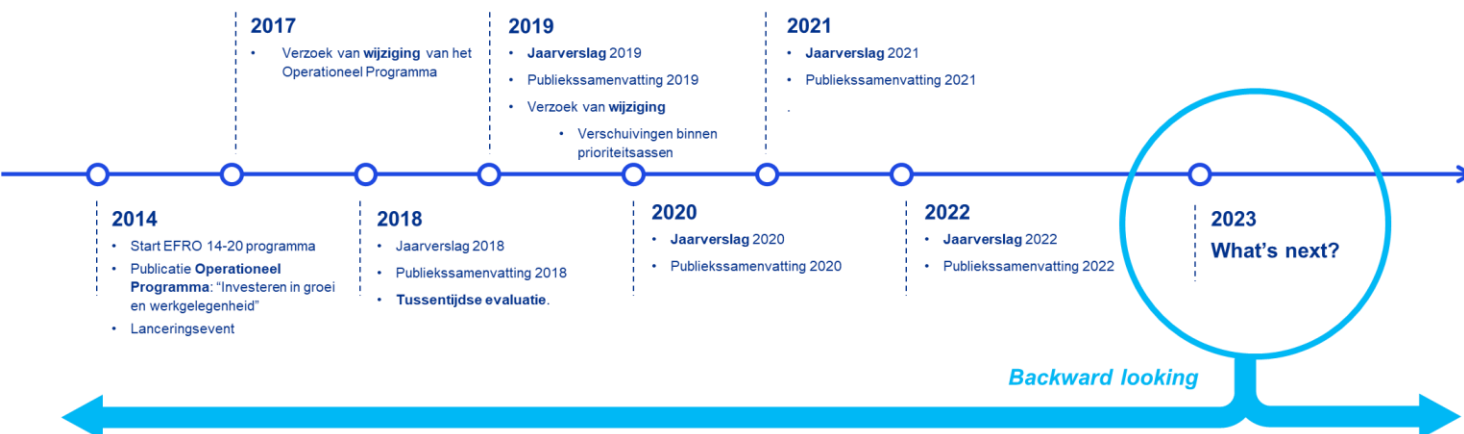 2017
• Verzoek van wijziging van het
Operationeel Programma
2019
• Jaarverslag 2019
• Publiekssamenvatting 2019
• Verzoek van wijziging
• Verschuivingen binnen
prioriteitsassen
2021
• Jaarverslag 2021
• Publiekssamenvatting 2021
.
2014
• Start EFRO 14-20 programma
• Publicatie Operationeel
Programma: “Investeren in groei
en werkgelegenheid”
• Lanceringsevent
2018
• Jaarverslag 2018
• Publiekssamenvatting 2018
• Tussentijdse evaluatie.
2020
• Jaarverslag 2020
• Publiekssamenvatting 2020
2022
• Jaarverslag 2022
• Publiekssamenvatting 2022
2023
What’s next?
Backward looking